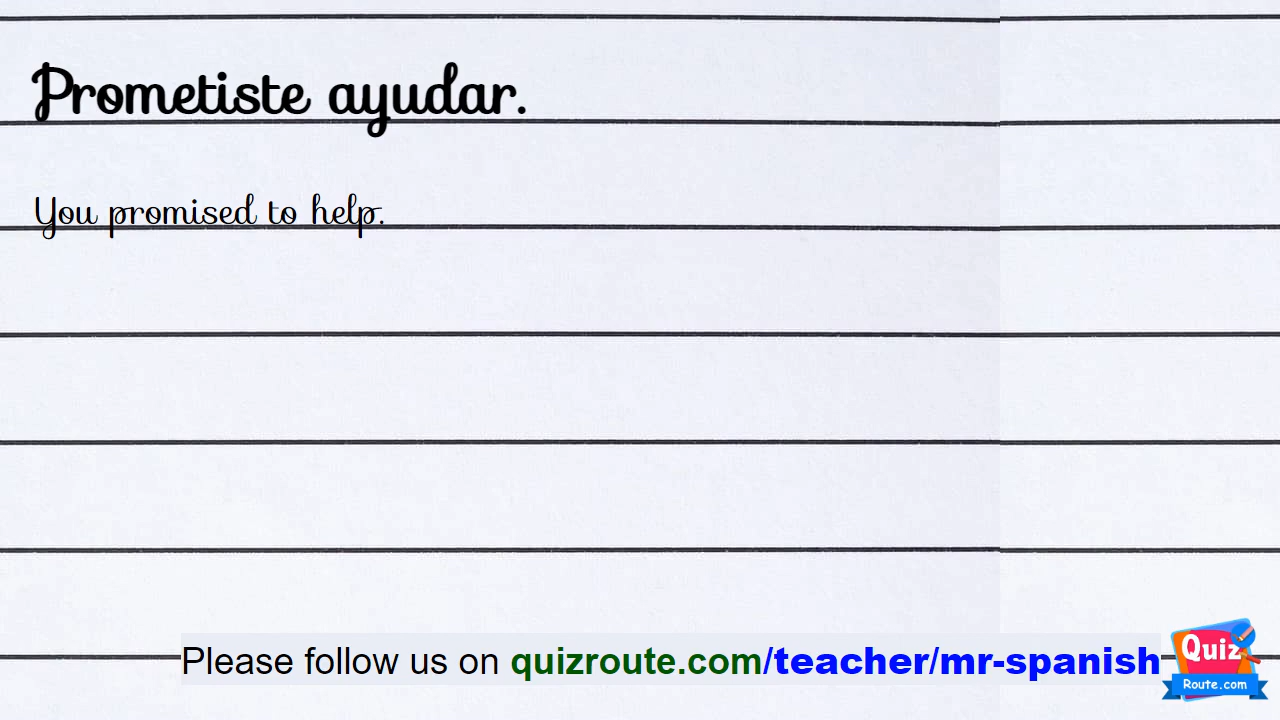 Prometiste ayudar.
You promised to help.
Please follow us on quizroute.com/teacher/mr-spanish
Quiz
Route.com